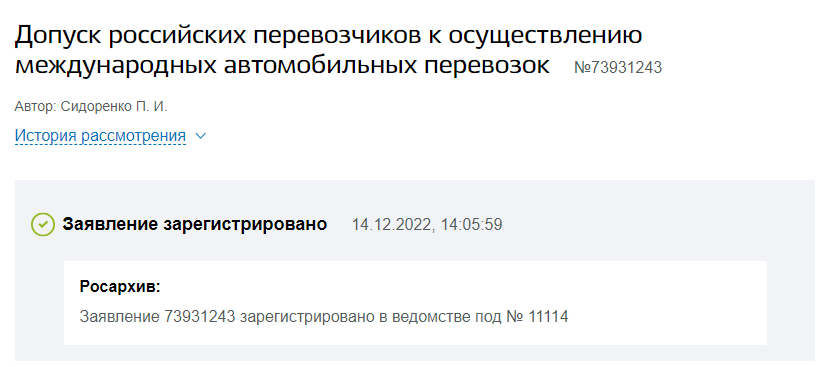 Допуск российских перевозчиков к осуществлению
международных автомобильных перевозок №73931243
Автор: Сидоренко П. И.
История рассмотрения
Заявление зарегистрировано 14.12.2022, 14:05:59
Росархив:
Заявление 73931243 зарегистрировано в ведомстве под № 11114